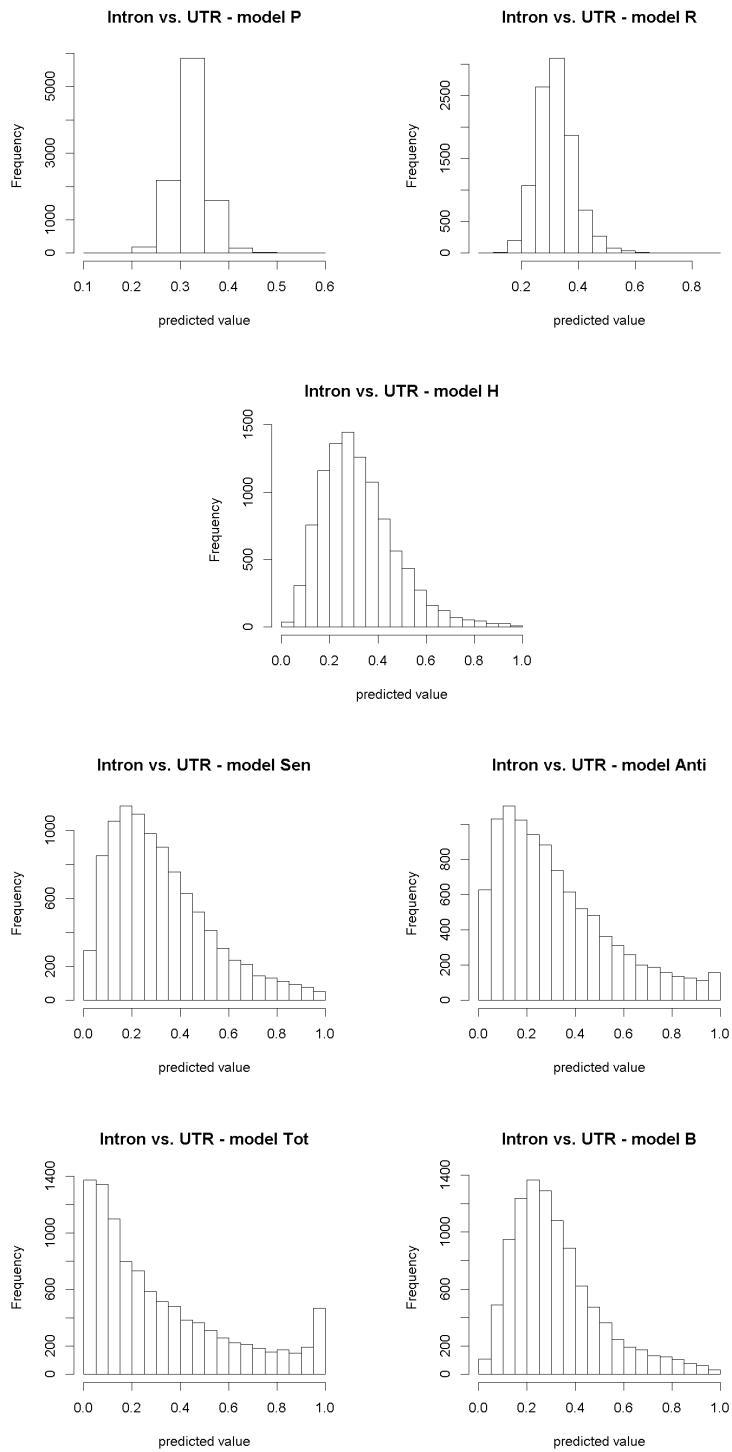 Intron vs. UTR - model P
Frequency
5000
3000
1000
0
0.1 0.2 0.3 0.4 0.5 0.6
predicted value
Intron vs. UTR - model R
Frequency
2500
1500
500
0
0.2 0.4 0.6 0.8
predicted value
Intron vs. UTR - model H
Frequency
1500
1000
500
0
0.0 0.2 0.4 0.6 0.8 1.0
predicted value
Intron vs. UTR - model Sen
Frequency
1000
600
200
0
0.0 0.2 0.4 0.6 0.8 1.0
predicted value
Intron vs. UTR - model Anti
Frequency
800
600
400
200
0
0.0 0.2 0.4 0.6 0.8 1.0
predicted value
Intron vs. UTR - model Tot
Frequency
1400
1000
600
200
0
0.0 0.2 0.4 0.6 0.8 1.0
predicted value
Intron vs. UTR - model B
Frequency
1400
1000
600
200
0
0.0 0.2 0.4 0.6 0.8 1.0
predicted value